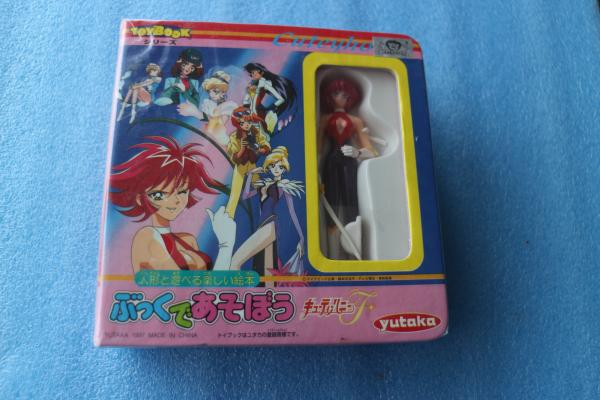 TOYBOOK
シリーズ
Cuteyho
人形と遊べる楽しい絵本
ぶっくであそぼう
キューティーハニーF
yutaka
YUTAKA 1997 MADE IN CHINA
トイブックはユタカの登録商標です。